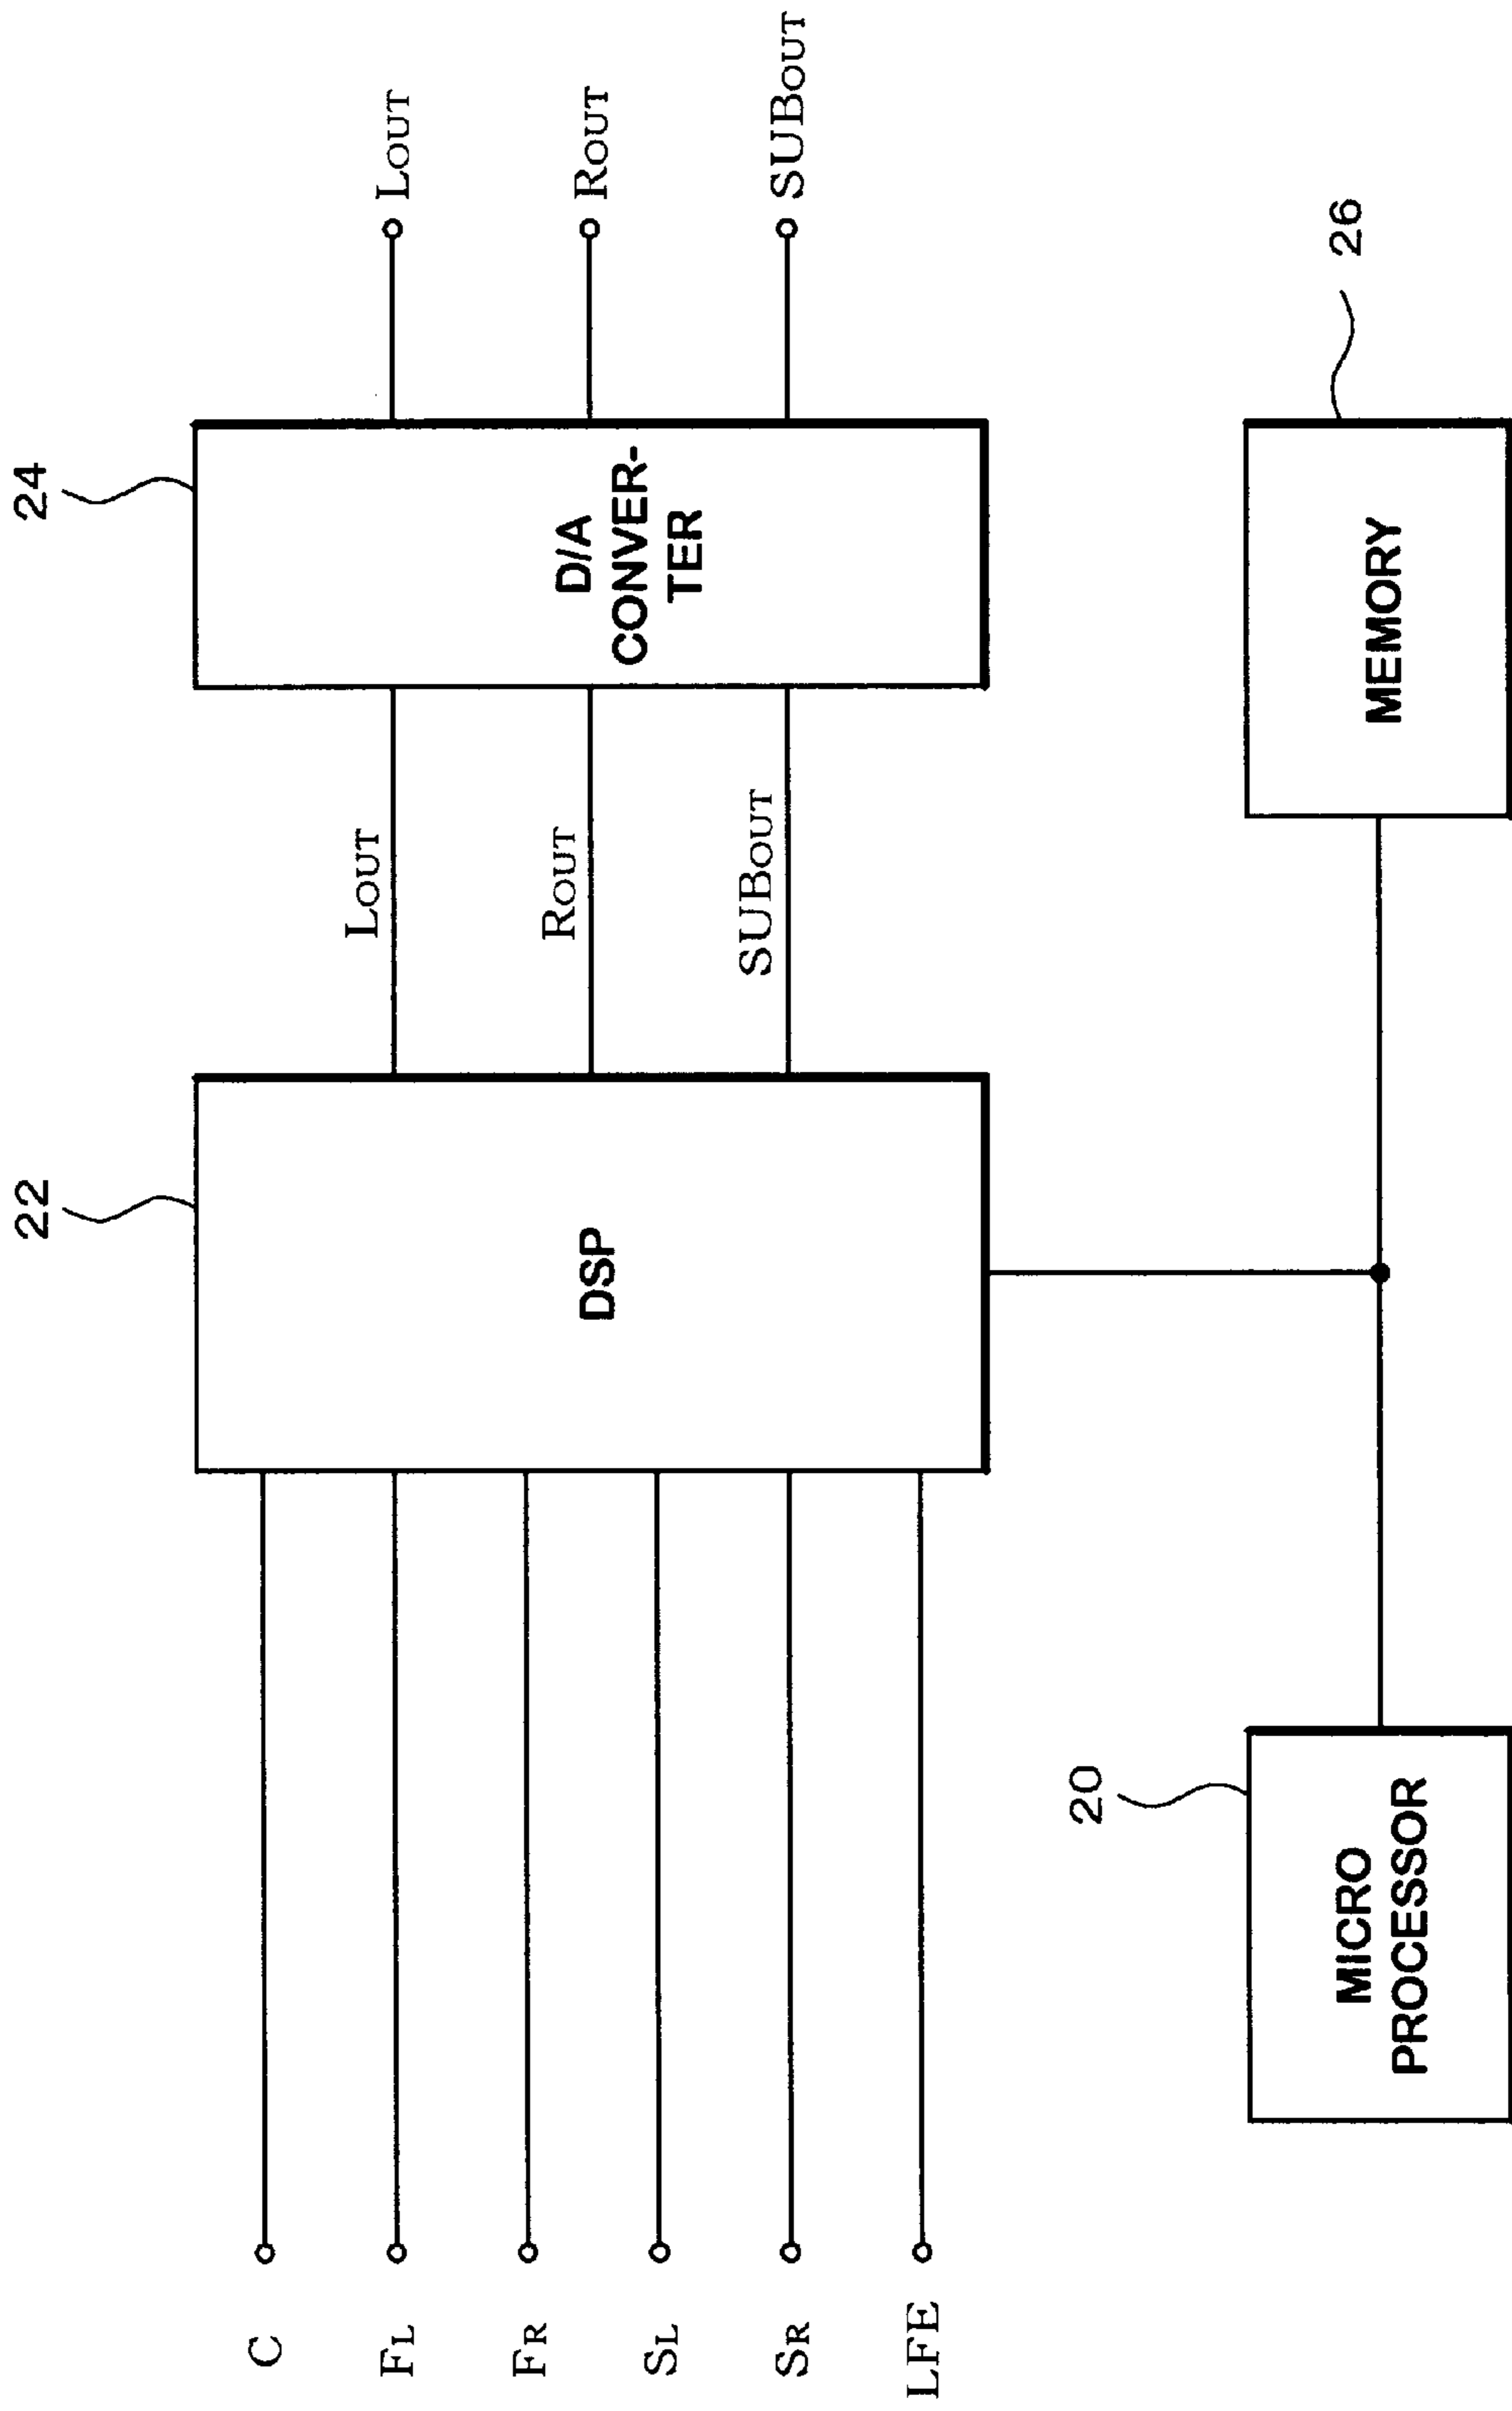 22
24
C
FL
FR
SL
SR
LFE
DSP
LOUT
ROUT
SUBOUT
D/A
CONVER-
TER
LOUT
ROUT
SUBOUT
20
MICRO
PROCESSOR
MEMORY
26